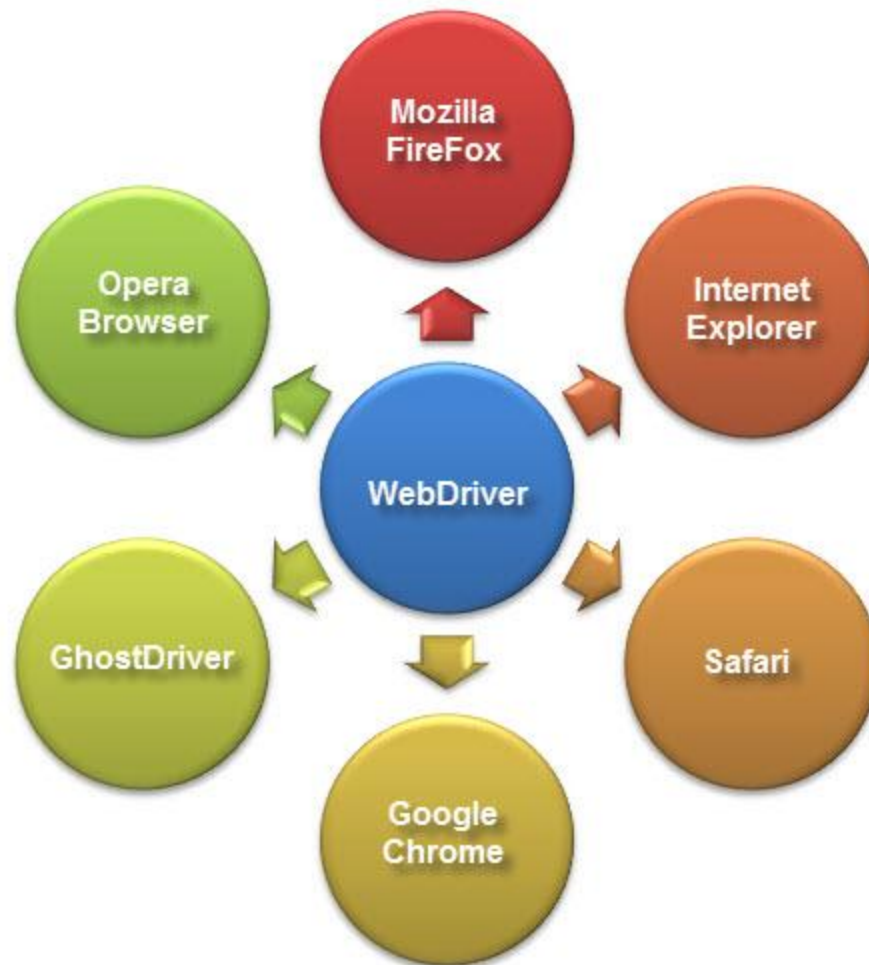 Mozilla
FireFox
Opera
Browser
Internet
Explorer
WebDriver
GhostDriver
Safari
Google
Chrome